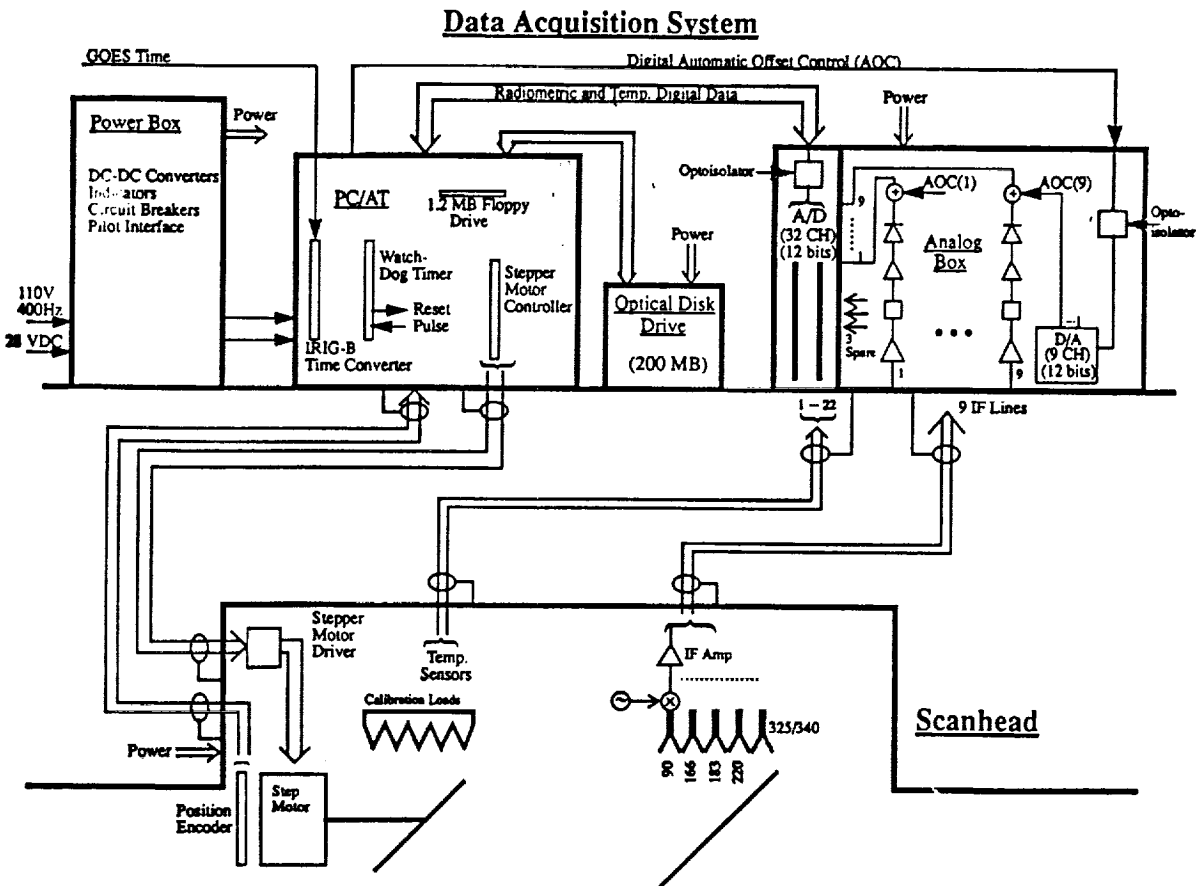 Data Acquisition System
GOES Time
Digital Automatic Offset Control (AOC)
Radiometric and Temp. Digital Data
Power Box
DC-DC Converters
Indicators
Circuit Breakers
Pilot Interface
Power
110V
400Hz
28 VDC
PC/AT
1.2 MB Floppy
Drive
Watch-
Dog Timer
Reset
Pulse
IRIG-B
Time Converter
Stepper
Motor
Controller
Power
Optical Disk
Drive
(200 MB)
Optoisolator
A/D
(32 CH)
(12 bits)
Power
9
1
3
Spare
AOC(1)
AOC(9)
Analog
Box
1
9
D/A
(9 CH)
(12 bits)
Opto-
isolator
1 – 22
9 IF Lines
Stepper
Motor
Driver
Temp.
Sensors
Calibration Loads
IF Amp
325/340
90
166
183
220
Scanhead
Power
Position
Encoder
Step
Motor